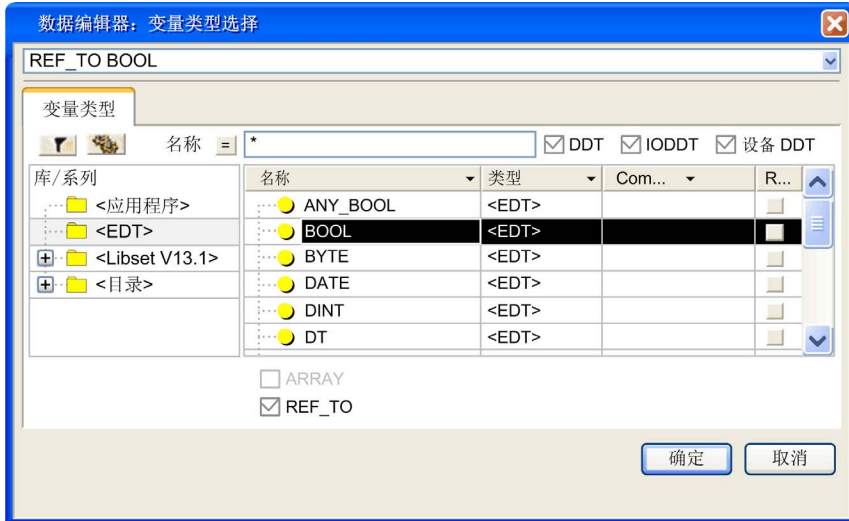 数据编辑器：变量类型选择
REF_TO BOOL
变量类型
名称 = * DDT IODDT 设备 DDT
库/系列 名称 类型 Com... R...
<应用程序> ANY_BOOL <EDT>
<EDT> BOOL <EDT>
<Libset V13.1> BYTE <EDT>
<目录> DATE <EDT>
DINT <EDT>
DT <EDT>
ARRAY
REF_TO
确定 取消